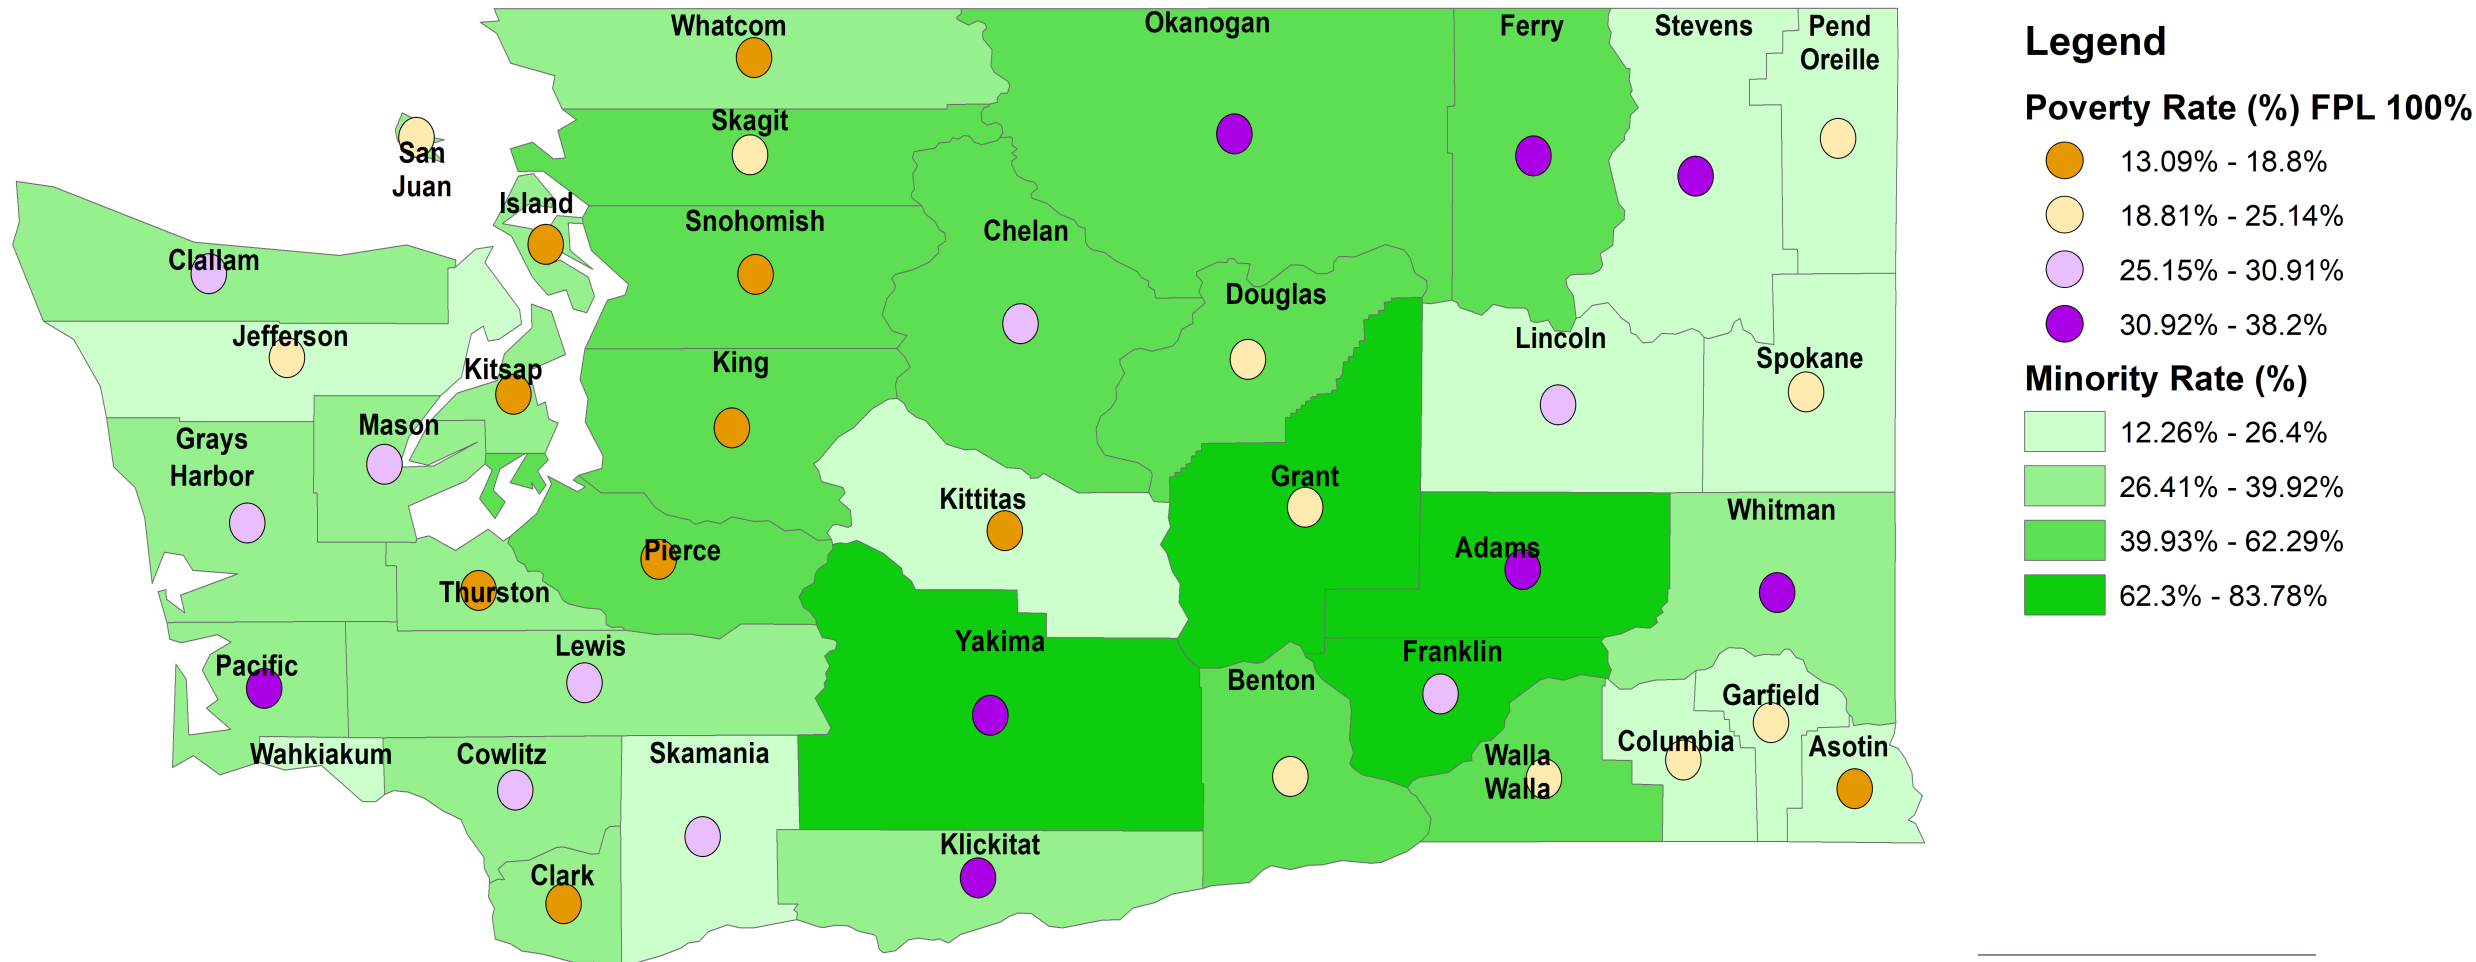 Whatcom
Okanogan
Ferry
Stevens
Pend
Oreille
Skagit
San
Juan
Island
Snohomish
Chelan
Clallam
Douglas
Jefferson
Kitsap
King
Lincoln
Spokane
Mason
Grays
Harbor
Kittitas
Grant
Whitman
Pierce
Adams
Thurston
Lewis
Yakima
Franklin
Pacific
Benton
Garfield
Wahkiakum
Cowlitz
Skamania
Walla
Walla
Columbia
Asotin
Klickitat
Clark
Legend
Poverty Rate (%) FPL 100%
13.09% - 18.8%
18.81% - 25.14%
25.15% - 30.91%
30.92% - 38.2%
Minority Rate (%)
12.26% - 26.4%
26.41% - 39.92%
39.93% - 62.29%
62.3% - 83.78%